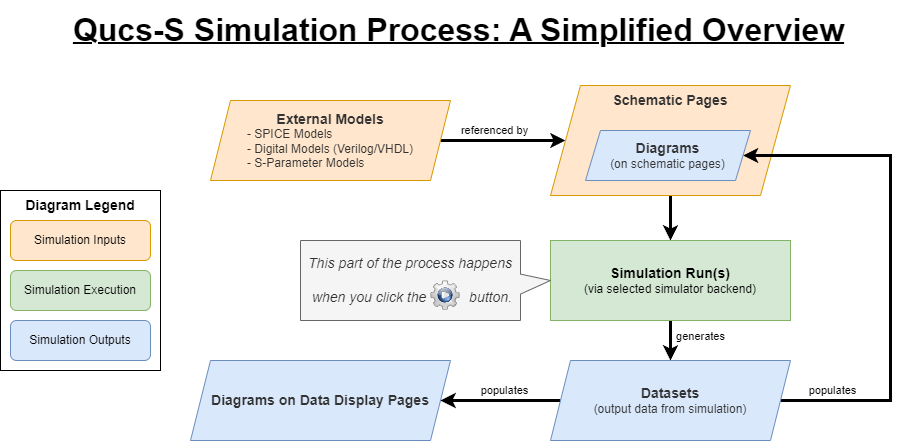 Qucs-S Simulation Process: A Simplified Overview
External Models
- SPICE Models
- Digital Models (Verilog/VHDL)
- S-Parameter Models
referenced by
Schematic Pages
Diagrams
(on schematic pages)
Diagram Legend
Simulation Inputs
Simulation Execution
Simulation Outputs
This part of the process happens
when you click the button.
Simulation Run(s)
(via selected simulator backend)
generates
Diagrams on Data Display Pages
populates
Datasets
(output data from simulation)
populates